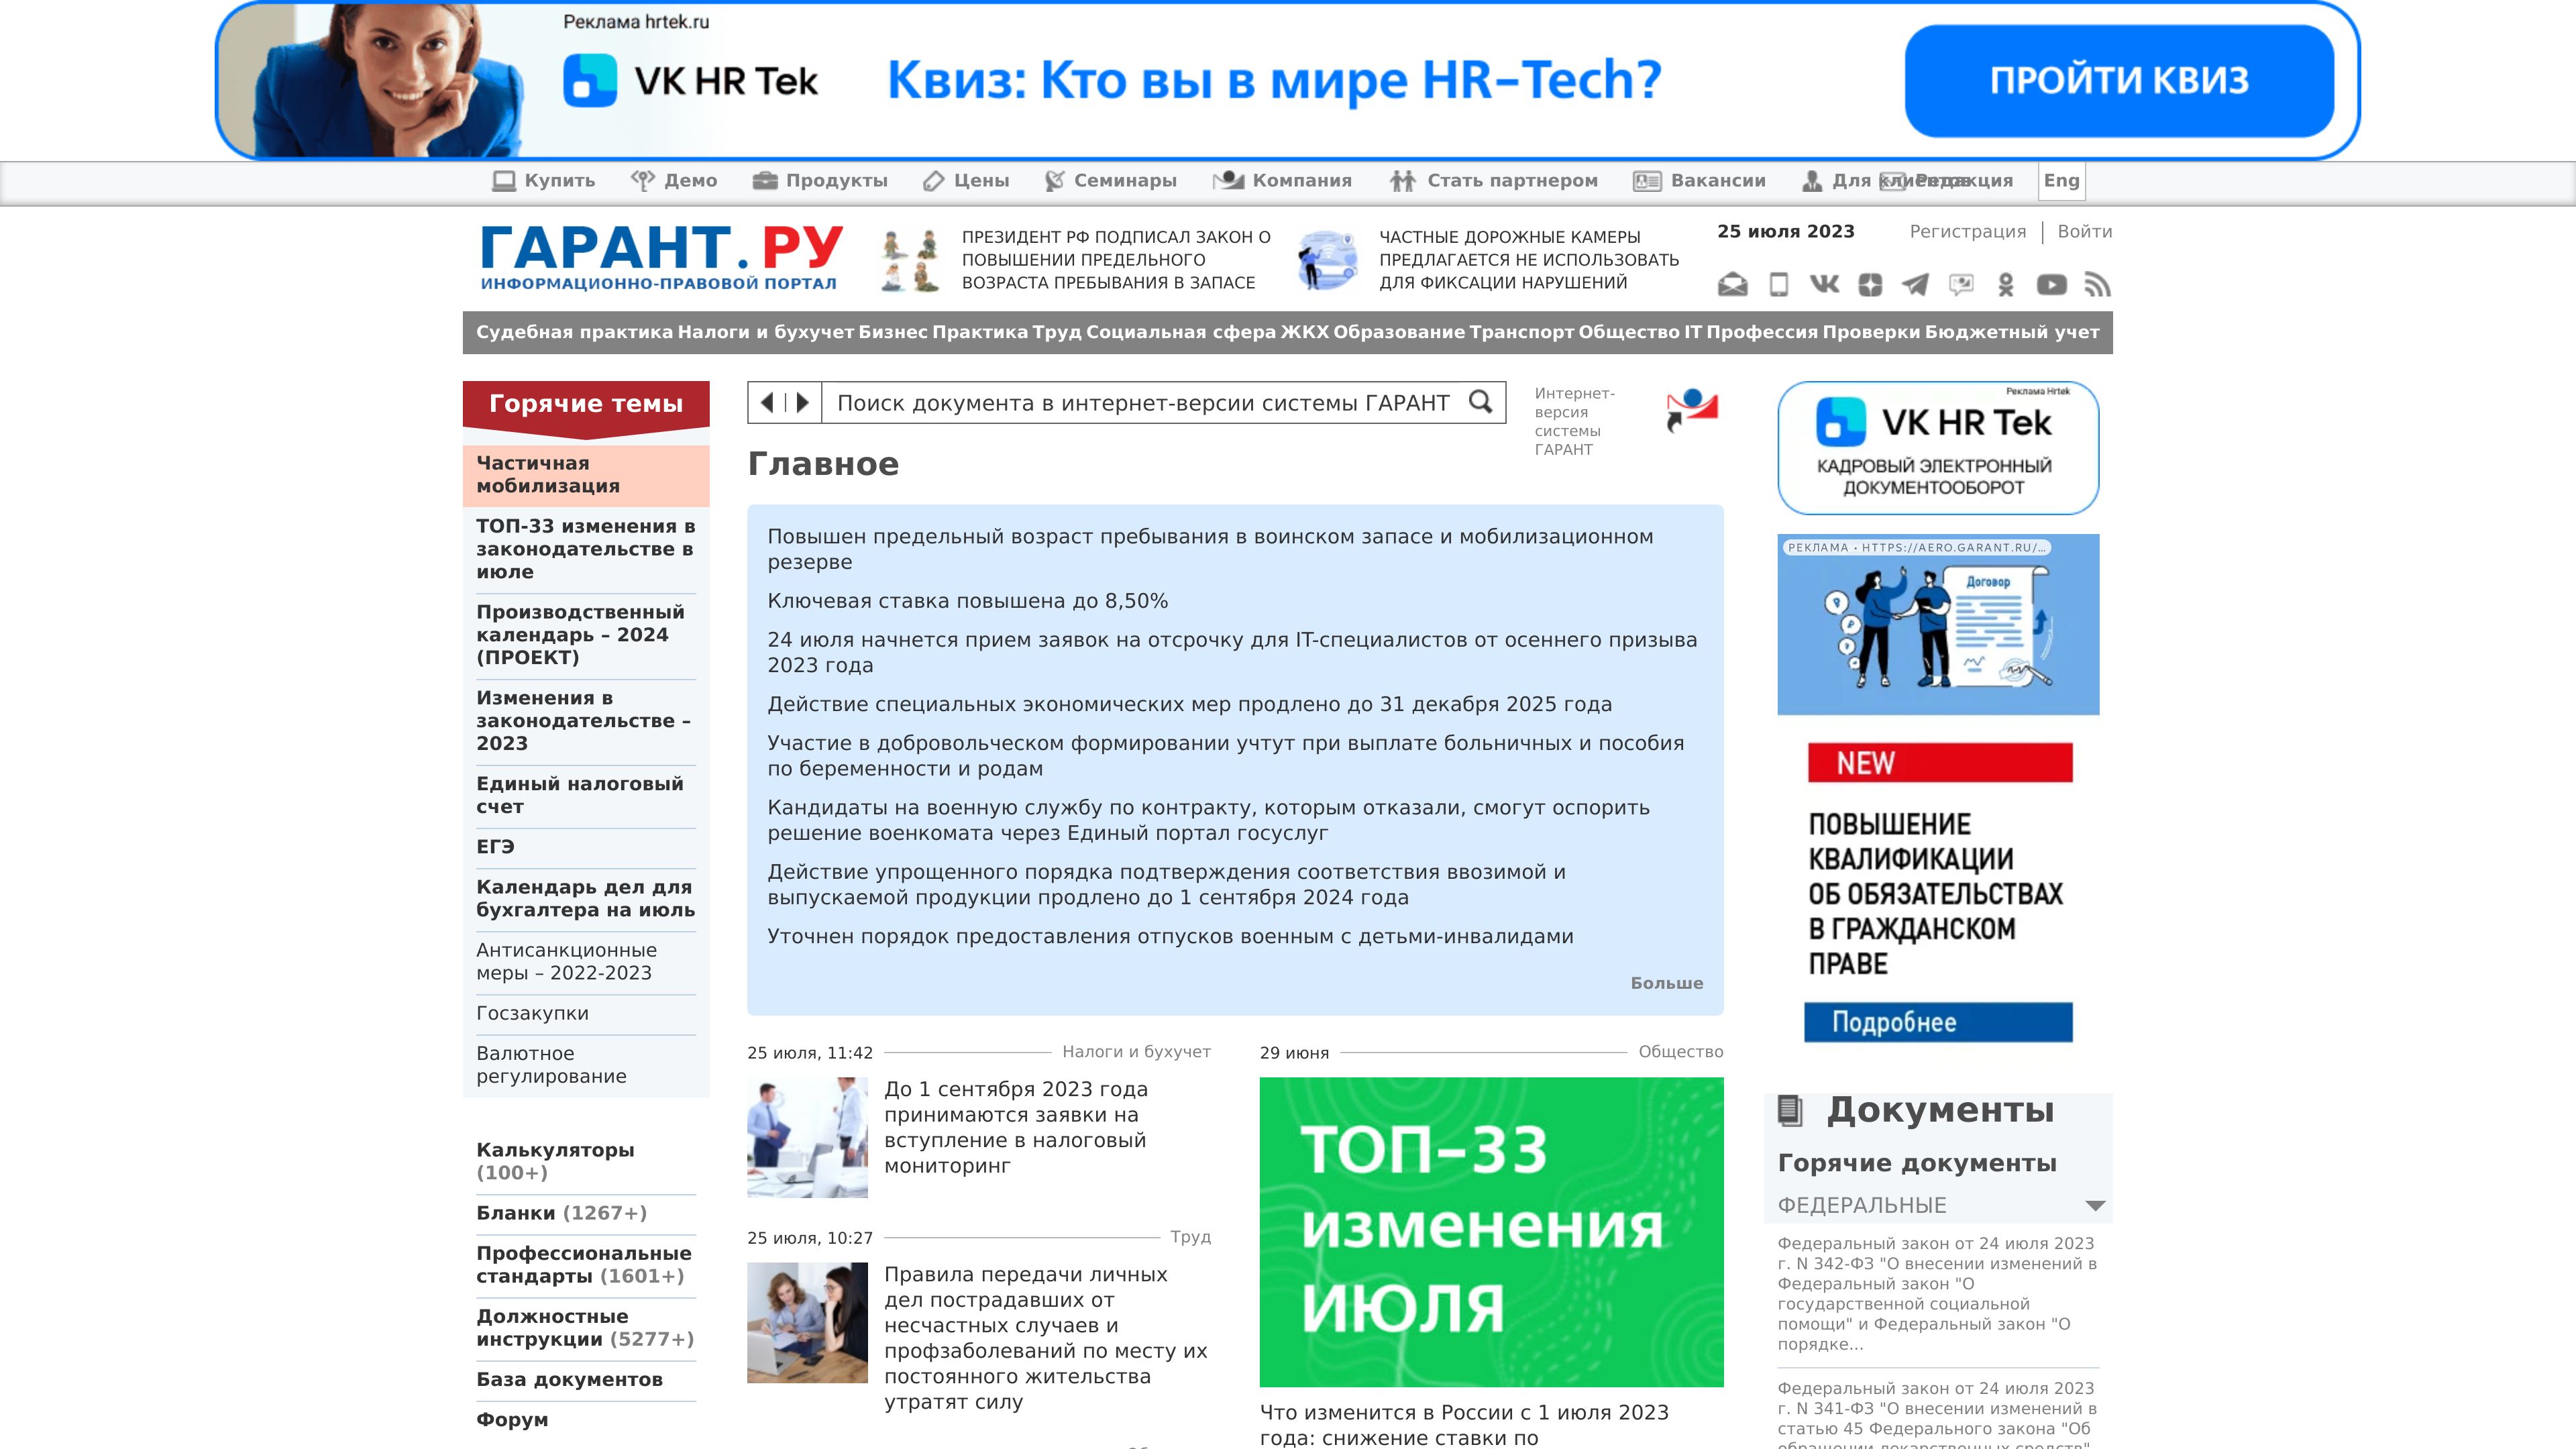 Реклама hrtek.ru
VK HR Tek
Квиз: Кто вы в мире HR-Tech?
ПРОЙТИ КВИЗ
Купить Демо Продукты Цены Семинары Компания Стать партнером Вакансии Для клиентов Редакция Eng
ГАРАНТ.РУ
ИНФОРМАЦИОННО-ПРАВОВОЙ ПОРТАЛ
ПРЕЗИДЕНТ РФ ПОДПИСАЛ ЗАКОН О
ПОВЫШЕНИИ ПРЕДЕЛЬНОГО
ВОЗРАСТА ПРЕБЫВАНИЯ В ЗАПАСЕ
ЧАСТНЫЕ ДОРОЖНЫЕ КАМЕРЫ
ПРЕДЛАГАЕТСЯ НЕ ИСПОЛЬЗОВАТЬ
ДЛЯ ФИКСАЦИИ НАРУШЕНИЙ
25 июля 2023 Регистрация Войти
Судебная практика Налоги и бухучет Бизнес Практика Труд Социальная сфера ЖКХ Образование Транспорт Общество IT Профессия Проверки Бюджетный учет
Горячие темы
Частичная
мобилизация
ТОП-33 изменения в
законодательстве в
июле
Производственный
календарь – 2024
(ПРОЕКТ)
Изменения в
законодательстве –
2023
Единый налоговый
счет
ЕГЭ
Календарь дел для
бухгалтера на июль
Антисанкционные
меры – 2022-2023
Госзакупки
Валютное
регулирование
Калькуляторы
(100+)
Бланки (1267+)
Профессиональные
стандарты (1601+)
Должностные
инструкции (5277+)
База документов
Форум
Поиск документа в интернет-версии системы ГАРАНТ
Интернет-
версия
системы
ГАРАНТ
Главное
Повышен предельный возраст пребывания в воинском запасе и мобилизационном
резерве
Ключевая ставка повышена до 8,50%
24 июля начнется прием заявок на отсрочку для IT-специалистов от осеннего призыва
2023 года
Действие специальных экономических мер продлено до 31 декабря 2025 года
Участие в добровольческом формировании учтут при выплате больничных и пособия
по беременности и родам
Кандидаты на военную службу по контракту, которым отказали, смогут оспорить
решение военкомата через Единый портал госуслуг
Действие упрощенного порядка подтверждения соответствия ввозимой и
выпускаемой продукции продлено до 1 сентября 2024 года
Уточнен порядок предоставления отпусков военным с детьми-инвалидами
Больше
25 июля, 11:42 Налоги и бухучет
До 1 сентября 2023 года
принимаются заявки на
вступление в налоговый
мониторинг
25 июля, 10:27 Труд
Правила передачи личных
дел пострадавших от
несчастных случаев и
профзаболеваний по месту их
постоянного жительства
утратят силу
29 июня Общество
ТОП-33
изменения
ИЮЛЯ
Что изменится в России с 1 июля 2023
года: снижение ставки по
Реклама Hrtek
VK HR Tek
КАДРОВЫЙ ЭЛЕКТРОННЫЙ
ДОКУМЕНТООБОРОТ
РЕКЛАМА • HTTPS://AERO.GARANT.RU/...
Договор
NEW
ПОВЫШЕНИЕ
КВАЛИФИКАЦИИ
ОБ ОБЯЗАТЕЛЬСТВАХ
В ГРАЖДАНСКОМ
ПРАВЕ
Подробнее
Документы
Горячие документы
ФЕДЕРАЛЬНЫЕ
Федеральный закон от 24 июля 2023
г. N 342-ФЗ "О внесении изменений в
Федеральный закон "О
государственной социальной
помощи" и Федеральный закон "О
порядке...
Федеральный закон от 24 июля 2023
г. N 341-ФЗ "О внесении изменений в
статью 45 Федерального закона "Об
обращении лекарственных средств"